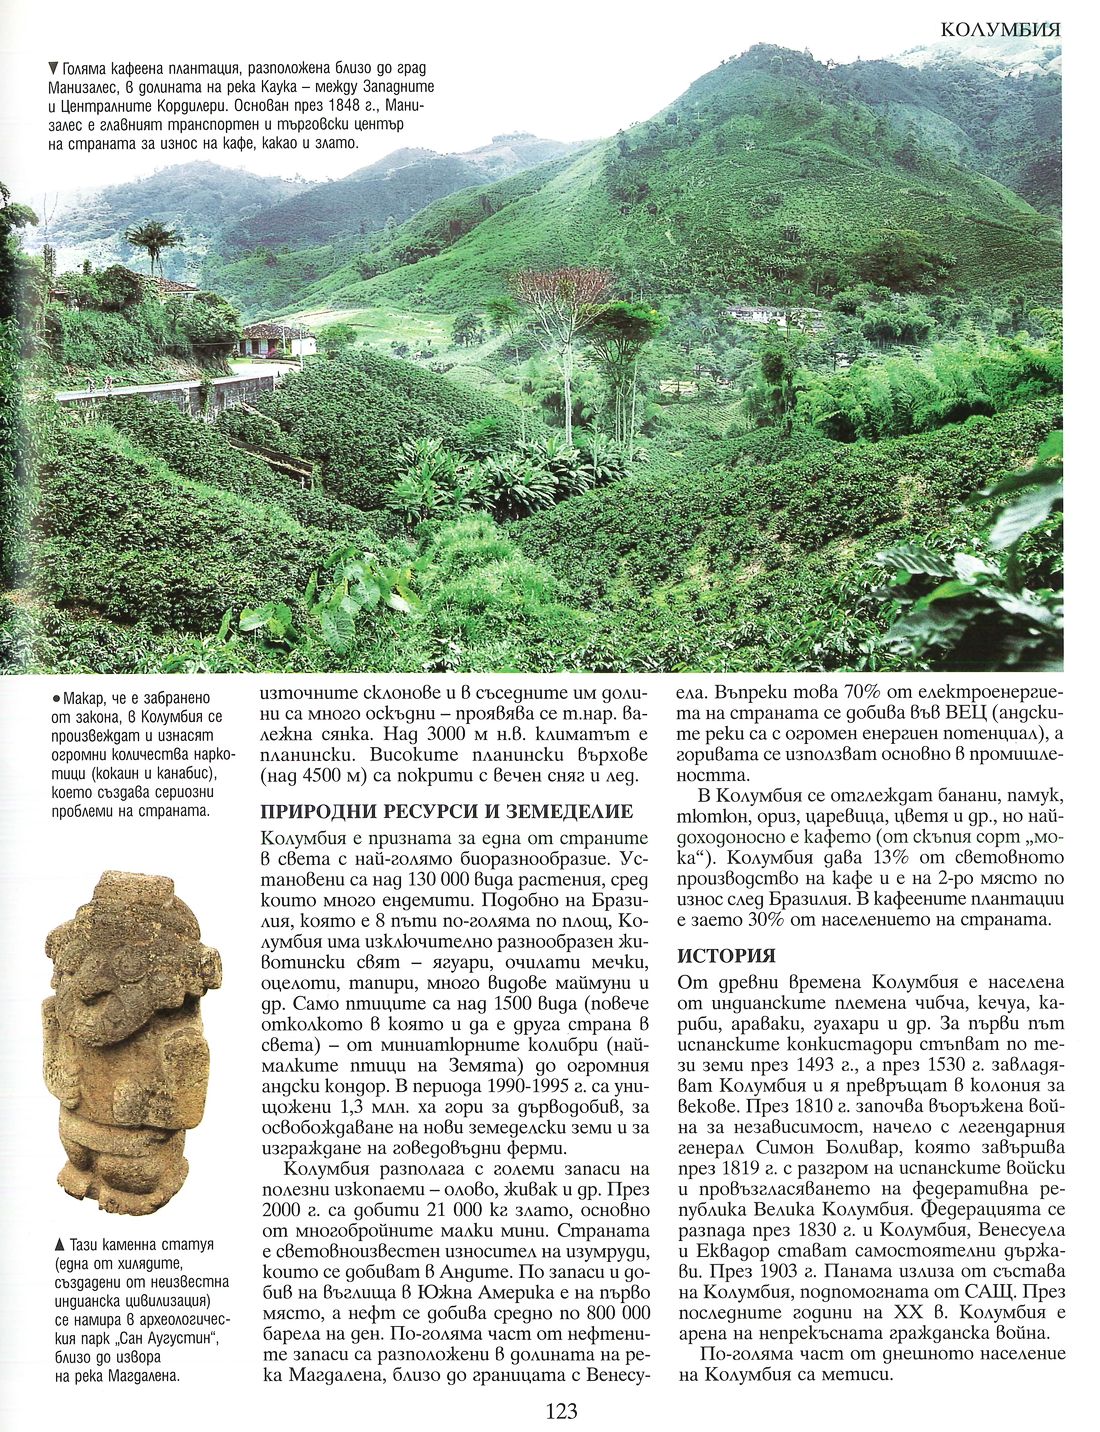 КОЛУМБИЯ
▼ Голяма кафеена плантация, разположена близо до град
Манизалес, в долината на река Каука – между Западните
и Централните Кордилери. Основан през 1848 г., Мани-
залес е главният транспортен и търговски център
на страната за износ на кафе, какао и злато.
● Макар, че е забранено
от закона, в Колумбия се
произвеждат и изнасят
огромни количества нарко-
тици (кокаин и канабис),
което създава сериозни
проблеми на страната.
▲ Тази каменна статуя
(една от хилядите,
създадени от неизвестна
индианска цивилизация)
се намира в археологичес-
кия парк „Сан Аугустин“,
близо до извора
на река Магдалена.
източните склонове и в съседните им доли-
ни са много оскъдни – проявява се т.нар. ва-
лежна сянка. Над 3000 м н.в. климатът е
планински. Високите планински върхове
(над 4500 м) са покрити с вечен сняг и лед.
ПРИРОДНИ РЕСУРСИ И ЗЕМЕДЕЛИЕ
Колумбия е призната за една от страните
в света с най-голямо биоразнообразие. Ус-
тановени са над 130 000 вида растения, сред
които много ендемити. Подобно на Брази-
лия, която е 8 пъти по-голяма по площ, Ко-
лумбия има изключително разнообразен жи-
вотински свят – ягуари, очилати мечки,
оцелоти, тапири, много видове маймуни и
др. Само птиците са над 1500 вида (повече
отколкото в която и да е друга страна в
света) – от миниатюрните колибри (най-
малките птици на Земята) до огромния
андски кондор. В периода 1990-1995 г. са уни-
щожени 1,3 млн. ха гори за дърводобив, за
освобождаване на нови земеделски земи и за
изграждане на говедовъдни ферми.
Колумбия разполага с големи запаси на
полезни изкопаеми – олово, живак и др. През
2000 г. са добити 21 000 кг злато, основно
от многобройните малки мини. Страната
е световноизвестен износител на изумруди,
които се добиват в Андите. По запаси и до-
бив на въглища в Южна Америка е на първо
място, а нефт се добива средно по 800 000
барела на ден. По-голяма част от нефтени-
те запаси са разположени в долината на ре-
ка Магдалена, близо до границата с Венесу-
ела. Въпреки това 70% от електроенергие-
та на страната се добива във ВЕЦ (андски-
те реки са с огромен енергиен потенциал), а
горивата се използват основно в промишле-
ността.
В Колумбия се отглеждат банани, памук,
тютюн, ориз, царевица, цветя и др., но най-
доходоносно е кафето (от скъпия сорт „мо-
ка“). Колумбия дава 13% от световното
производство на кафе и е на 2-ро място по
износ след Бразилия. В кафеените плантации
е заето 30% от населението на страната.
ИСТОРИЯ
От древни времена Колумбия е населена
от индианските племена чибча, кечуа, ка-
риби, араваки, гуахари и др. За първи път
испанските конкистадори стъпват по те-
зи земи през 1493 г., а през 1530 г. завладя-
ват Колумбия и я превръщат в колония за
векове. През 1810 г. започва въоръжена вой-
на за независимост, начело с легендарния
генерал Симон Боливар, която завършва
през 1819 г. с разгром на испанските войски
и провъзгласяването на федеративна ре-
публика Велика Колумбия. Федерацията се
разпада през 1830 г. и Колумбия, Венесуела
и Еквадор стават самостоятелни държа-
ви. През 1903 г. Панама излиза от състава
на Колумбия, подпомогната от САЩ. През
последните години на XX в. Колумбия е
арена на непрекъсната гражданска война.
По-голяма част от днешното население
на Колумбия са метиси.
123